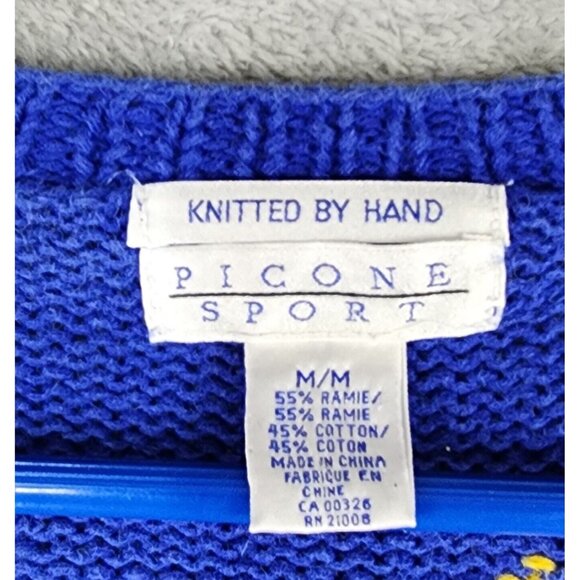 KNITTED BY HAND
PICONE
SPORT
M/M
55% RAMIE/
55% RAMIE
45% COTTON/
45% COTON
MADE IN CHINA
FABRIQUE EN
CHINE
CA 00326
RN 21006